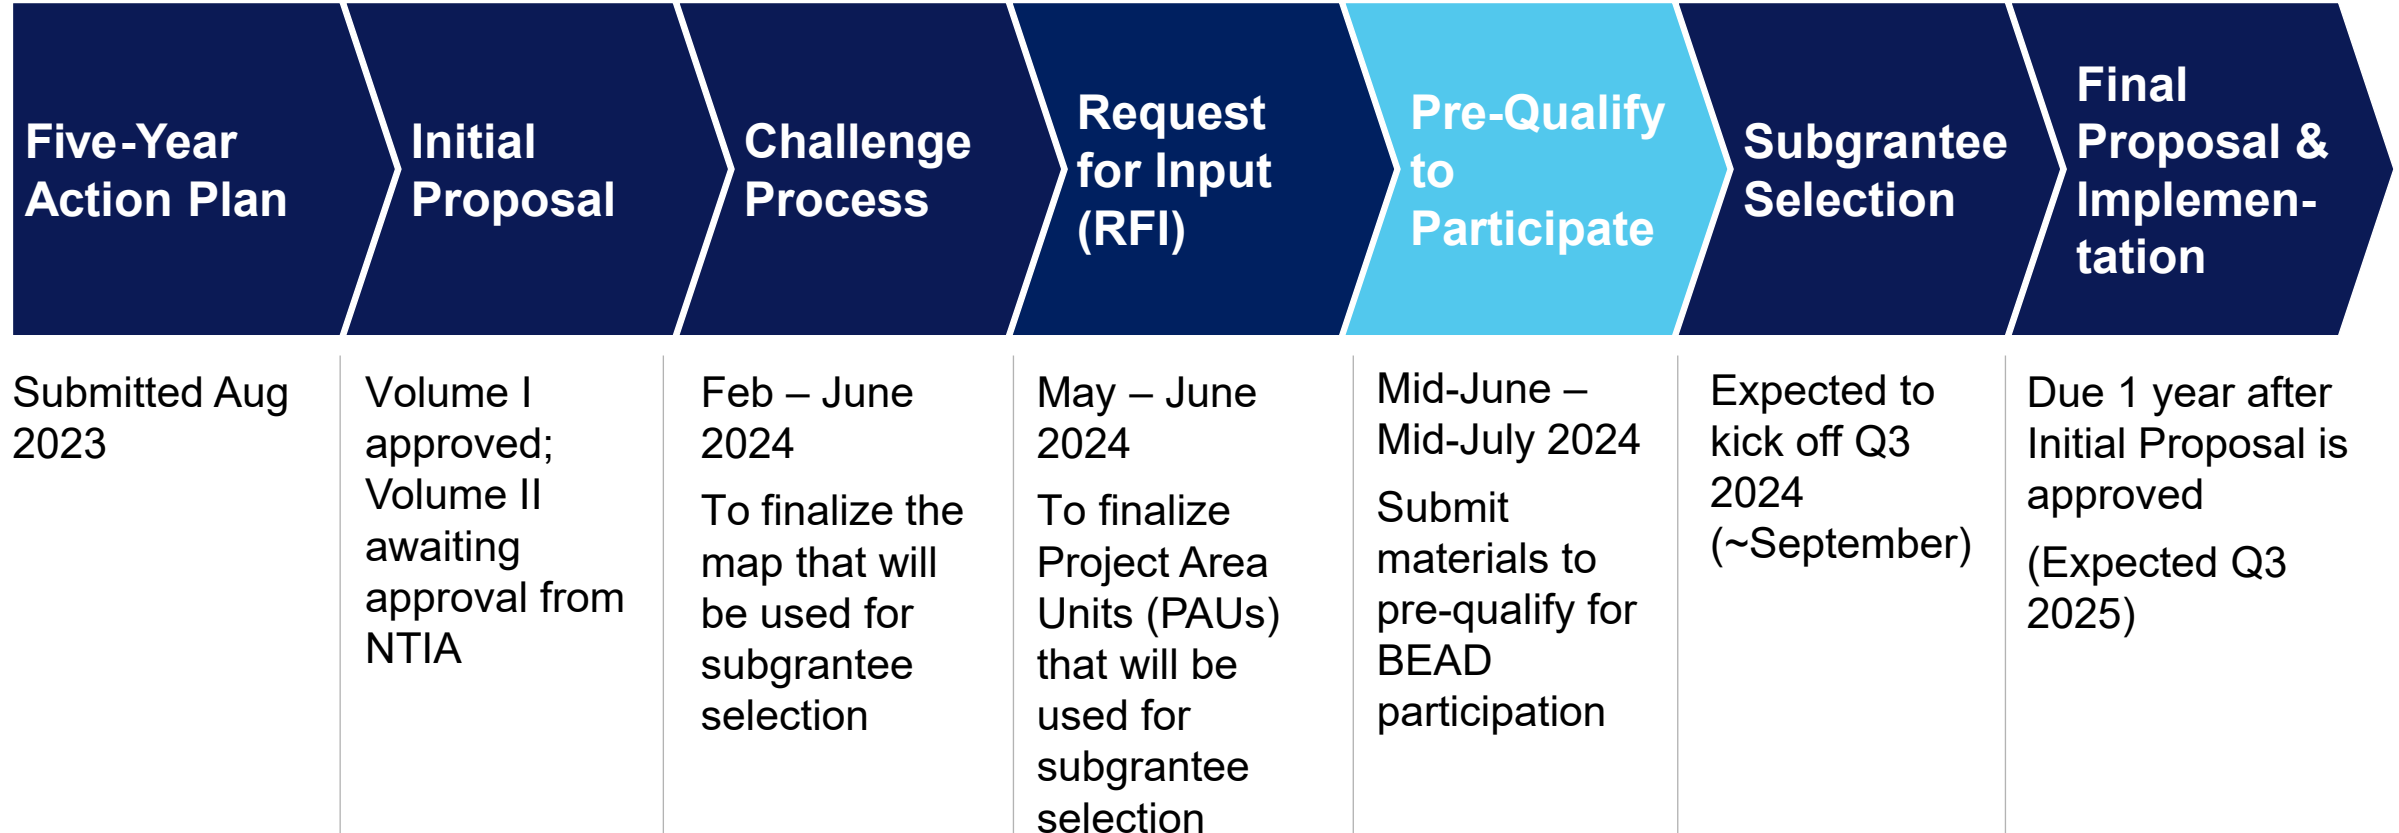 Five-Year
Action Plan
Initial
Proposal
Challenge
Process
Request
for Input
(RFI)
Pre-Qualify
to
Participate
Subgrantee
Selection
Final
Proposal &
Implemen-
tation
Submitted Aug
2023
Volume I
approved;
Volume II
awaiting
approval from
NTIA
Feb – June
2024
To finalize the
map that will
be used for
subgrantee
selection
May – June
2024
To finalize
Project Area
Units (PAUs)
that will be
used for
subgrantee
selection
Mid-June –
Mid-July 2024
Submit
materials to
pre-qualify for
BEAD
participation
Expected to
kick off Q3
2024
(~September)
Due 1 year after
Initial Proposal is
approved
(Expected Q3
2025)